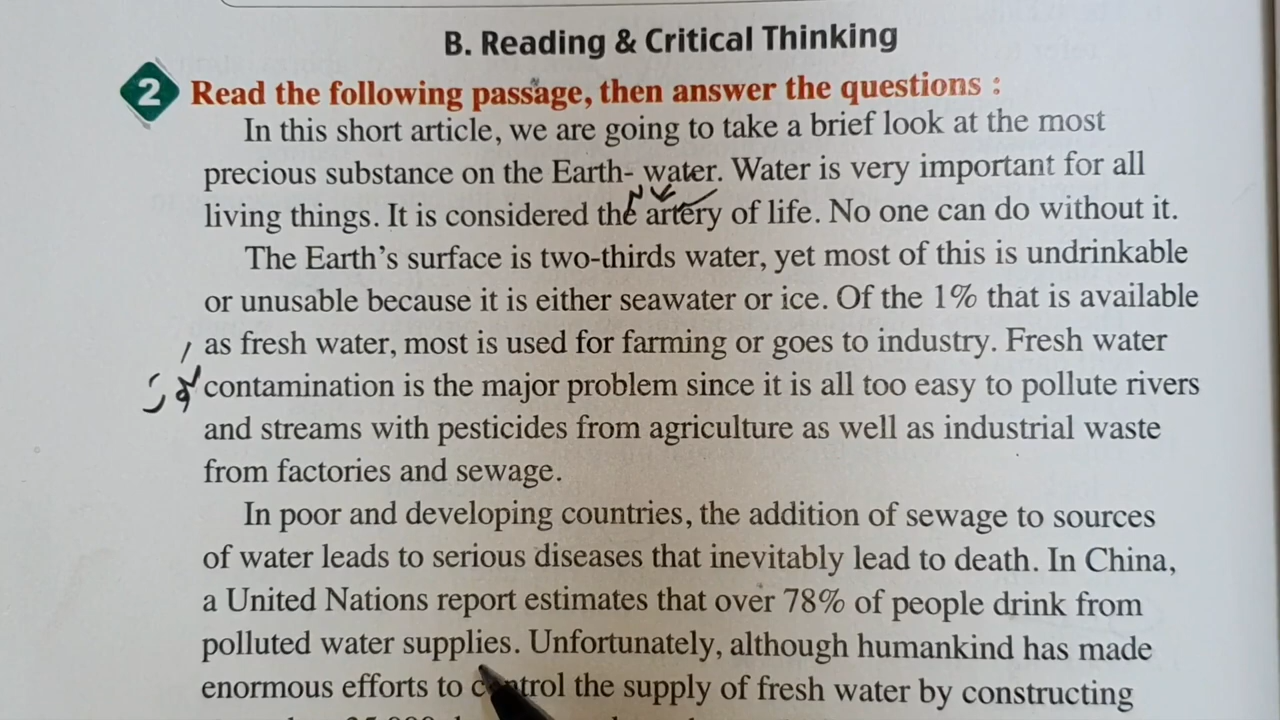 B. Reading & Critical Thinking
2 Read the following passage, then answer the questions :
In this short article, we are going to take a brief look at the most
precious substance on the Earth- water. Water is very important for all
living things. It is considered the artery of life. No one can do without it.
The Earth's surface is two-thirds water, yet most of this is undrinkable
or unusable because it is either seawater or ice. Of the 1% that is available
as fresh water, most is used for farming or goes to industry. Fresh water
contamination is the major problem since it is all too easy to pollute rivers
and streams with pesticides from agriculture as well as industrial waste
from factories and sewage.
In poor and developing countries, the addition of sewage to sources
of water leads to serious diseases that inevitably lead to death. In China,
a United Nations report estimates that over 78% of people drink from
polluted water supplies. Unfortunately, although humankind has made
enormous efforts to control the supply of fresh water by constructing